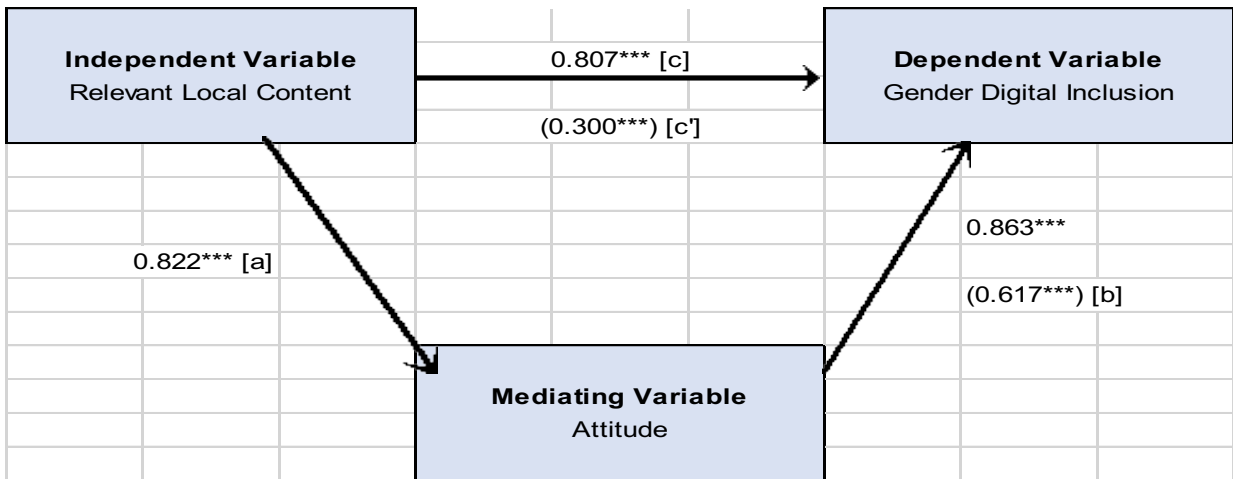 Independent Variable
Relevant Local Content
0.807*** [c]
(0.300***) [c']
Dependent Variable
Gender Digital Inclusion
0.822*** [a]
0.863***
(0.617***) [b]
Mediating Variable
Attitude